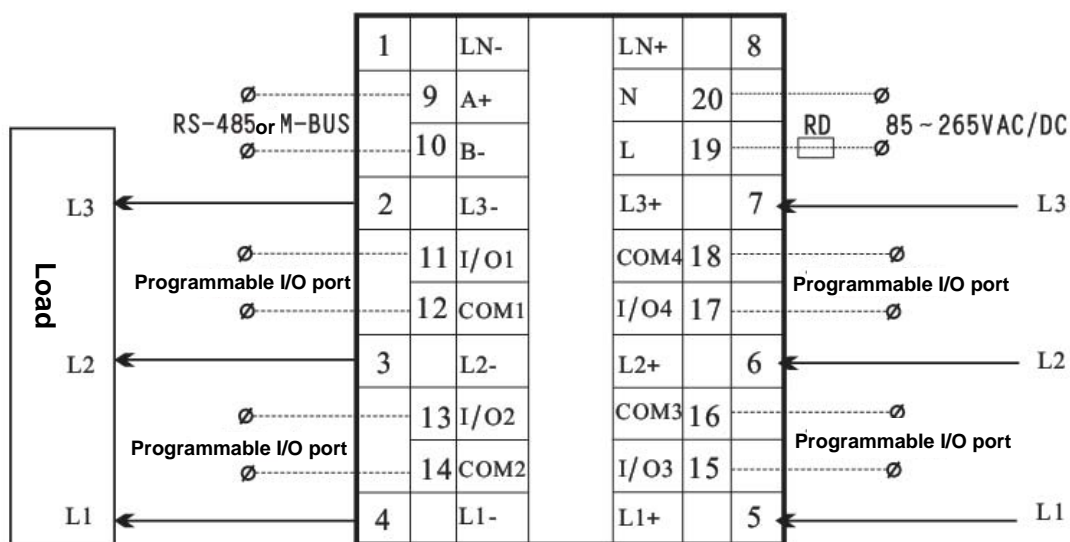 1 LN- LN+ 8
9 A+ N 20
RS-485or M-BUS RD 85~265VAC/DC
10 B- L 19
L3 2 L3- L3+ 7 L3
11 I/O1 COM4 18
Programmable I/O port Programmable I/O port
12 COM1 I/O4 17
Load
L2 3 L2- L2+ 6 L2
13 I/O2 COM3 16
Programmable I/O port Programmable I/O port
14 COM2 I/O3 15
L1 4 L1- L1+ 5 L1